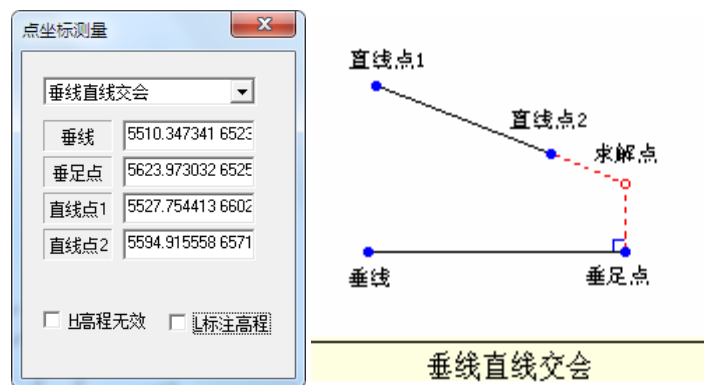 点坐标测量
垂线直线交会
垂线 5510.347341 6523
垂足点 5623.973032 6525
直线点1 5527.754413 6602
直线点2 5594.915558 6571
H高程无效 L标注高程
直线点1
直线点2
求解点
垂线 垂足点
垂线直线交会